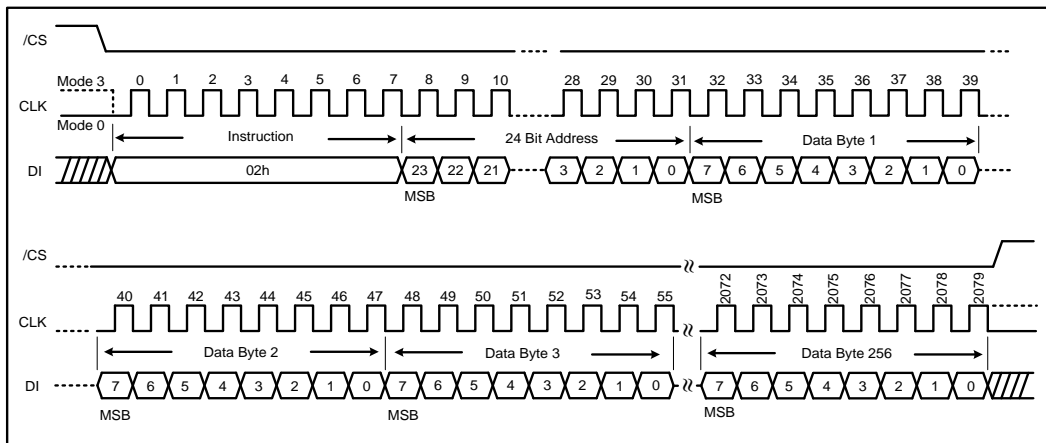 /CS
Mode 3 0 1 2 3 4 5 6 7 8 9 10 28 29 30 31 32 33 34 35 36 37 38 39
CLK
Mode 0
Instruction 24 Bit Address Data Byte 1
DI 02h 23 22 21 3 2 1 0 7 6 5 4 3 2 1 0
MSB MSB
/CS
40 41 42 43 44 45 46 47 48 49 50 51 52 53 54 55 2072 2073 2074 2075 2076 2077 2078 2079
CLK
Data Byte 2 Data Byte 3 Data Byte 256
DI 7 6 5 4 3 2 1 0 7 6 5 4 3 2 1 0 7 6 5 4 3 2 1 0
MSB MSB MSB